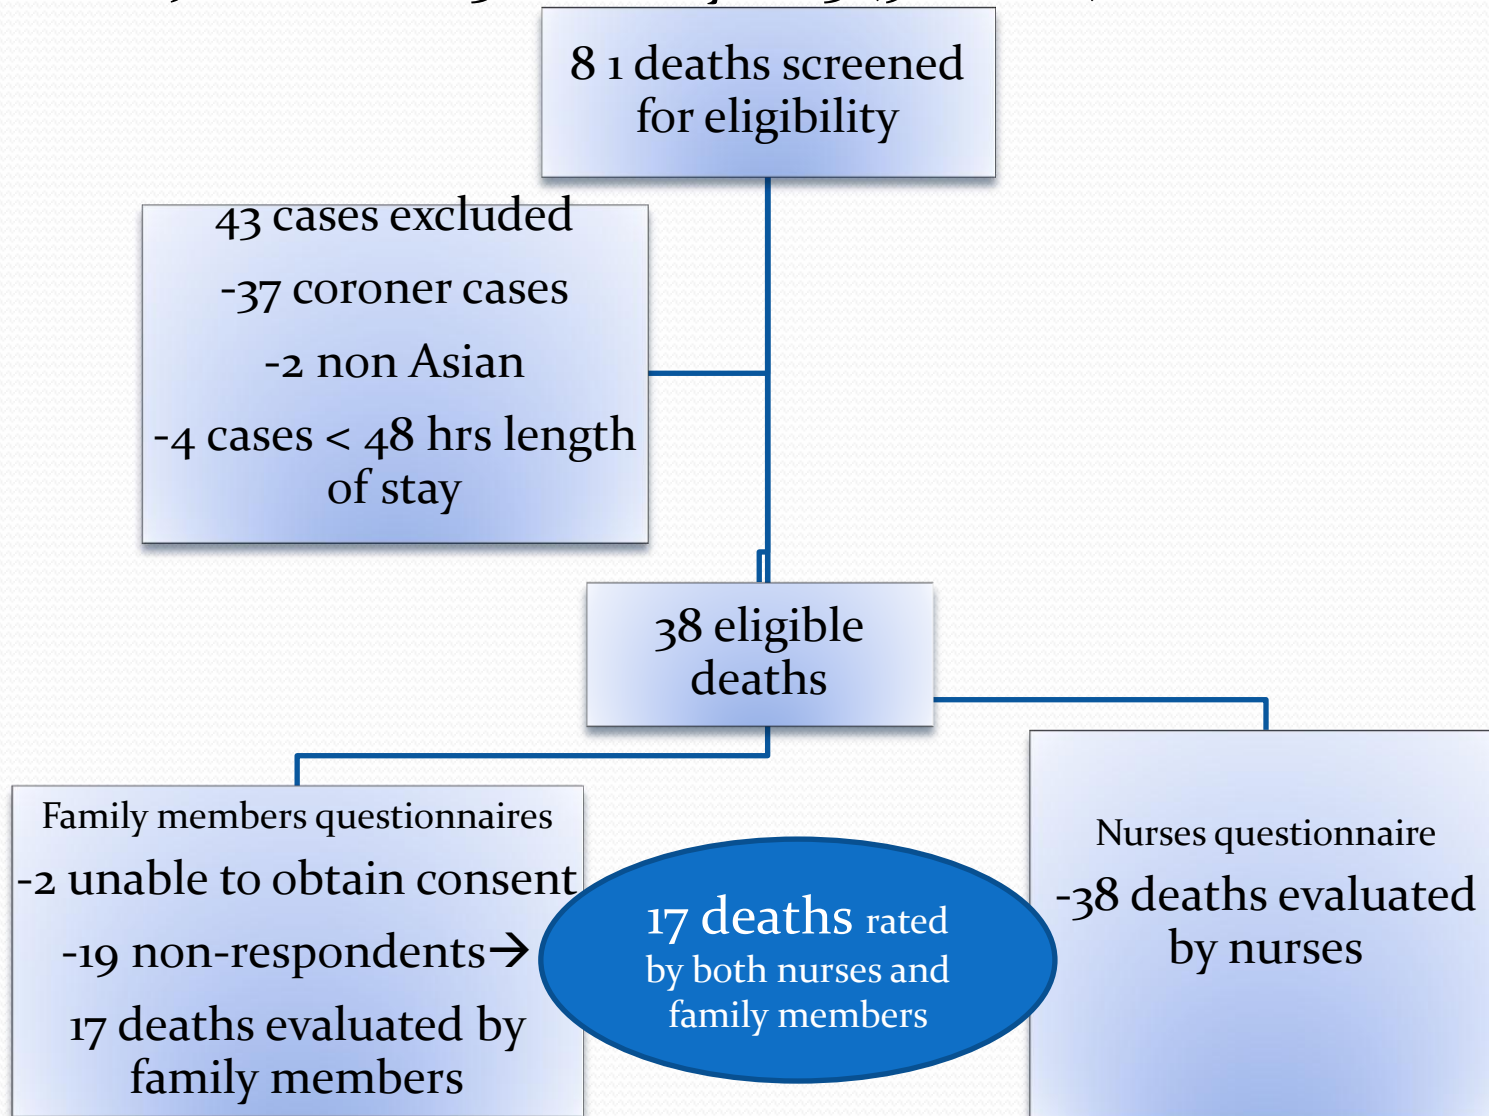 8 1 deaths screened
for eligibility
43 cases excluded
-37 coroner cases
-2 non Asian
-4 cases < 48 hrs length
of stay
38 eligible
deaths
Family members questionnaires
-2 unable to obtain consent
-19 non-respondents→
17 deaths evaluated by
family members
17 deaths rated
by both nurses and
family members
Nurses questionnaire
-38 deaths evaluated
by nurses